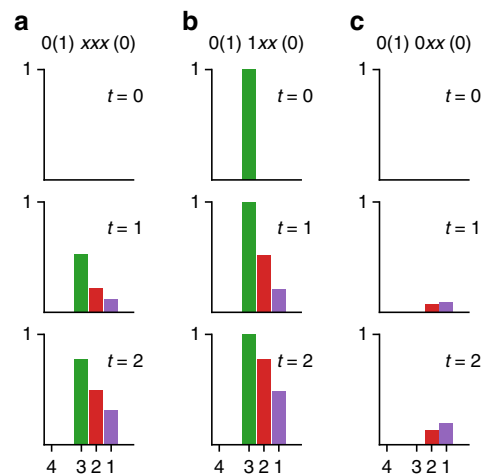 a b c
0(1) xxx (0) 0(1) 1xx (0) 0(1) 0xx (0)
1 t = 0 1 t = 0 1 t = 0
1 t = 1 1 t = 1 1 t = 1
1 t = 2 1 t = 2 1 t = 2
4 3 2 1 4 3 2 1 4 3 2 1